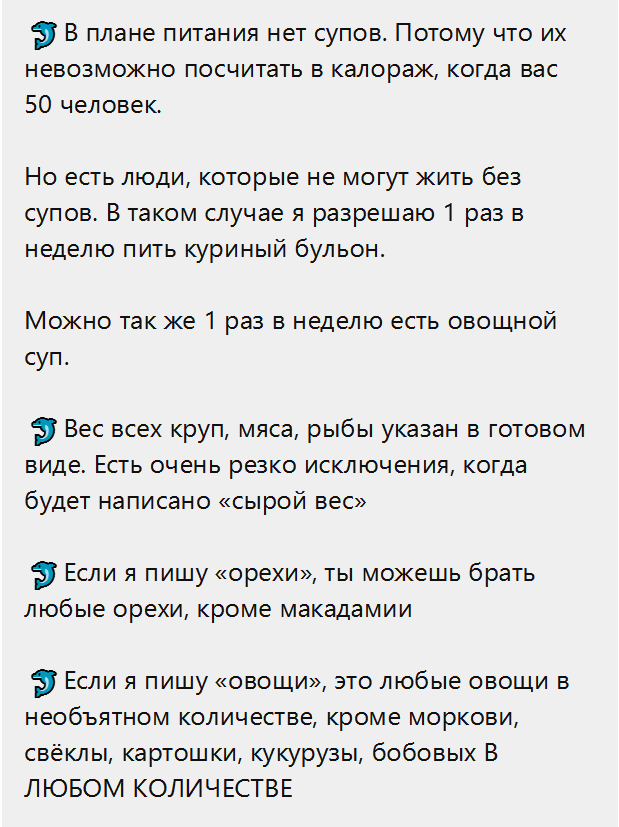 🐬 В плане питания нет супов. Потому что их
невозможно посчитать в калораж, когда вас
50 человек.
Но есть люди, которые не могут жить без
супов. В таком случае я разрешаю 1 раз в
неделю пить куриный бульон.
Можно так же 1 раз в неделю есть овощной
суп.
🐬 Вес всех круп, мяса, рыбы указан в готовом
виде. Есть очень резко исключения, когда
будет написано «сырой вес»
🐬 Если я пишу «орехи», ты можешь брать
любые орехи, кроме макадамии
🐬 Если я пишу «овощи», это любые овощи в
необъятном количестве, кроме моркови,
свёклы, картошки, кукурузы, бобовых В
ЛЮБОМ КОЛИЧЕСТВЕ